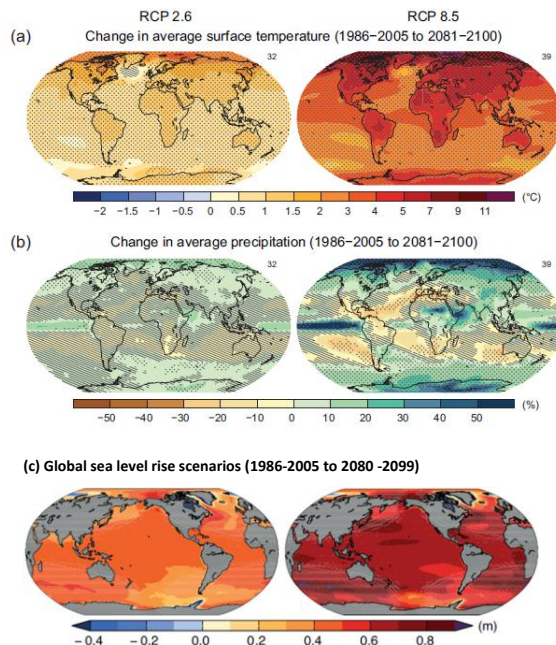 RCP 2.6 RCP 8.5
(a) Change in average surface temperature (1986−2005 to 2081−2100)
32 39
−2 −1.5 −1 −0.5 0 0.5 1 1.5 2 3 4 5 7 9 11 (°C)
(b) Change in average precipitation (1986−2005 to 2081−2100)
32 39
−50 −40 −30 −20 −10 0 10 20 30 40 50 (%)
(c) Global sea level rise scenarios (1986-2005 to 2080 -2099)
− 0.4 − 0.2 0.0 0.2 0.4 0.6 0.8 (m)